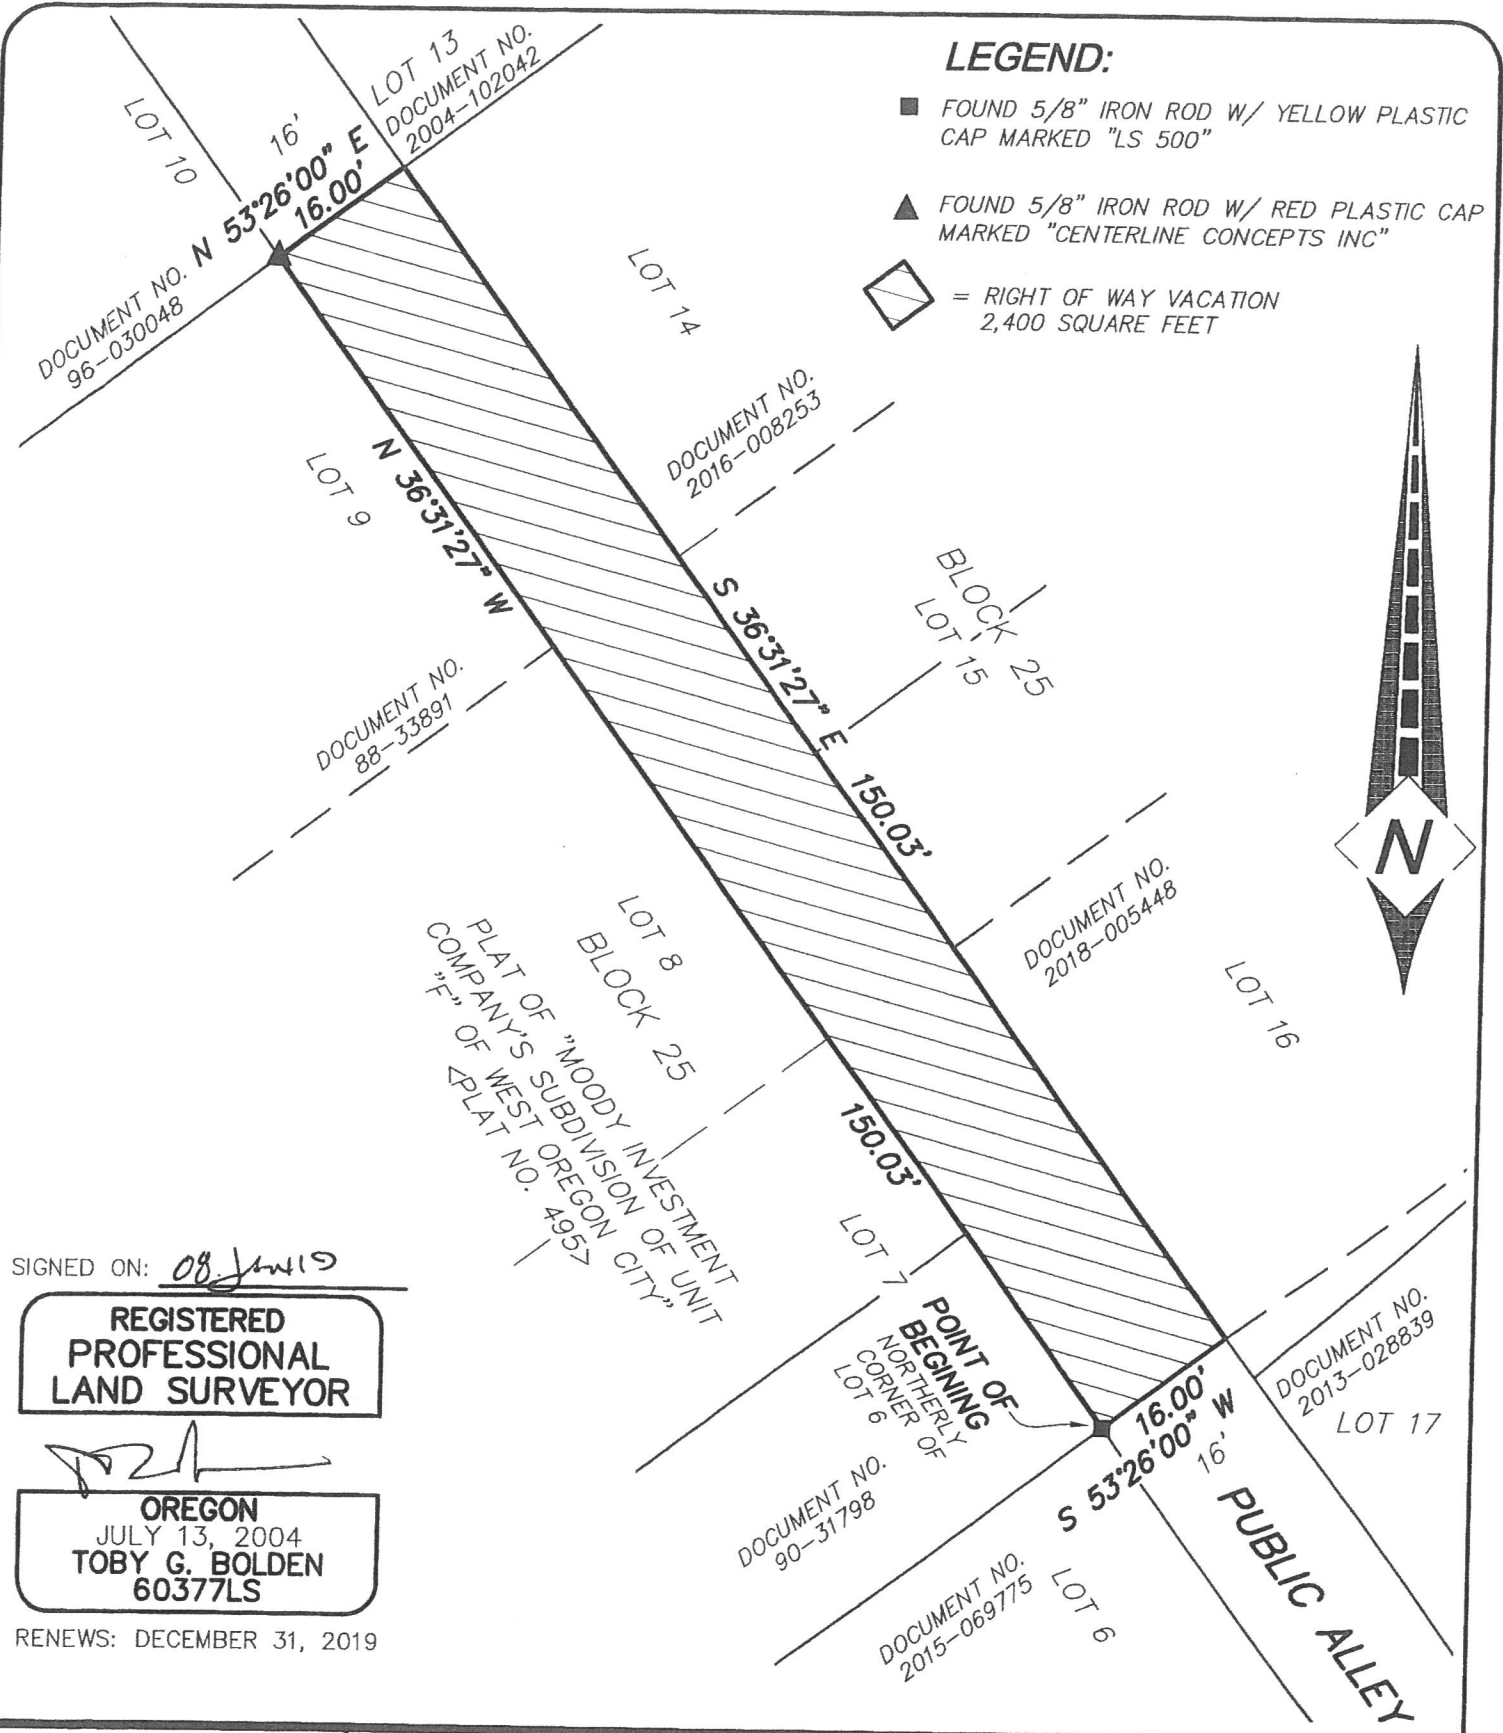 LEGEND:
FOUND 5/8" IRON ROD W/ YELLOW PLASTIC
CAP MARKED "LS 500"
FOUND 5/8" IRON ROD W/ RED PLASTIC CAP
MARKED "CENTERLINE CONCEPTS INC"
= RIGHT OF WAY VACATION
2,400 SQUARE FEET
LOT 13
DOCUMENT NO.
2004-102042
LOT 10
16'
N 53°26'00" E
16.00'
DOCUMENT NO.
96-030048
LOT 14
DOCUMENT NO.
2016-008253
LOT 9
N 36°31'27" W
S 36°31'27" E
150.03'
BLOCK 25
LOT 15
DOCUMENT NO.
88-33891
DOCUMENT NO.
2018-005448
LOT 16
LOT 8
BLOCK 25
PLAT OF "MOODY INVESTMENT
COMPANY'S SUBDIVISION OF UNIT
"F" OF WEST OREGON CITY"
<PLAT NO. 495>
150.03'
LOT 7
POINT OF
BEGINING
NORTHERLY
CORNER OF
LOT 6
16.00'
S 53°26'00" W
16'
DOCUMENT NO.
2013-028839
LOT 17
DOCUMENT NO.
90-31798
DOCUMENT NO.
2015-069775
LOT 6
PUBLIC ALLEY
N
SIGNED ON: 08.
REGISTERED
PROFESSIONAL
LAND SURVEYOR
OREGON
JULY 13, 2004
TOBY G. BOLDEN
60377LS
RENEWS: DECEMBER 31, 2019